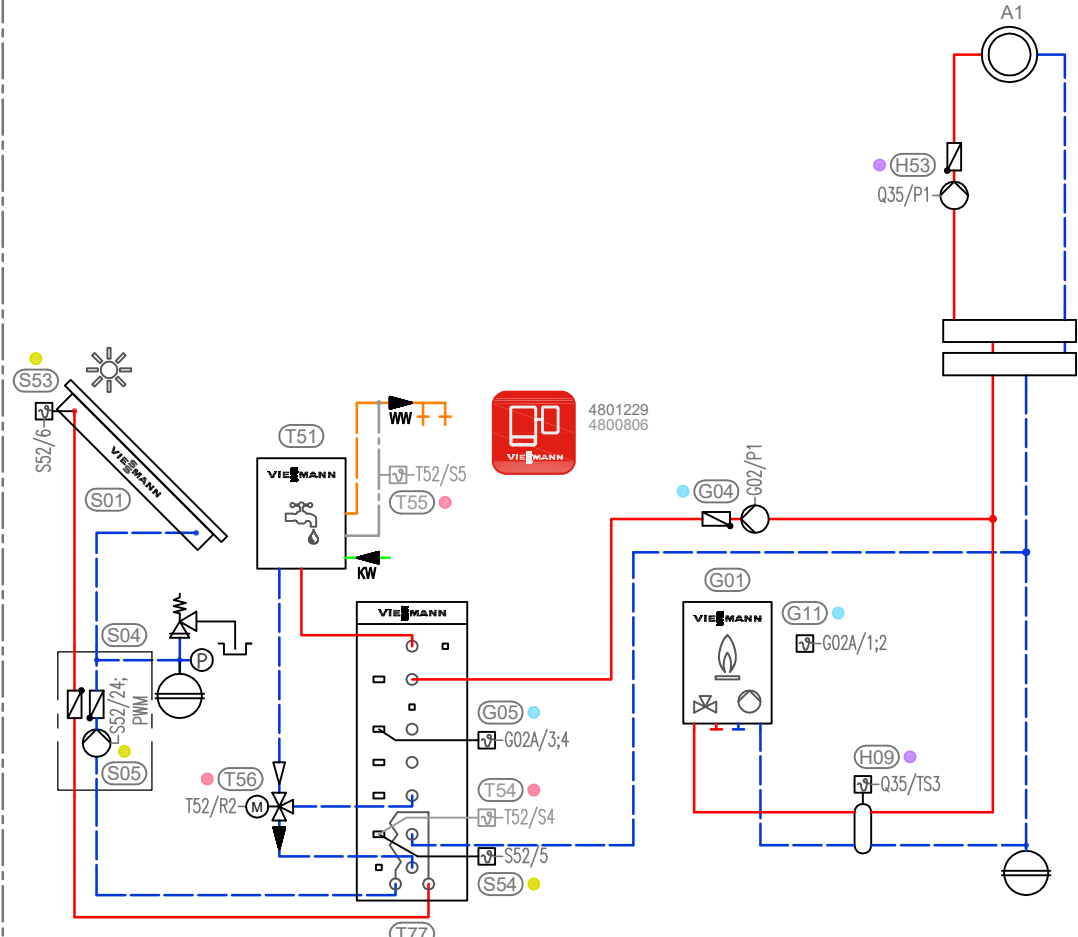 A1
H53
Q35/P1
S53
S52/6
VIESMANN
S01
T51
VIESMANN
WW
T52/S5
T55
KW
VIESMANN
4801229
4800806
G04
G02/P1
G01
VIESMANN
G11
G02A/1;2
S04
P
S52/24;
PWM
S05
VIESMANN
G05
G02A/3;4
T56
T52/R2
M
T54
T52/S4
S52/5
S54
H09
Q35/TS3
T77